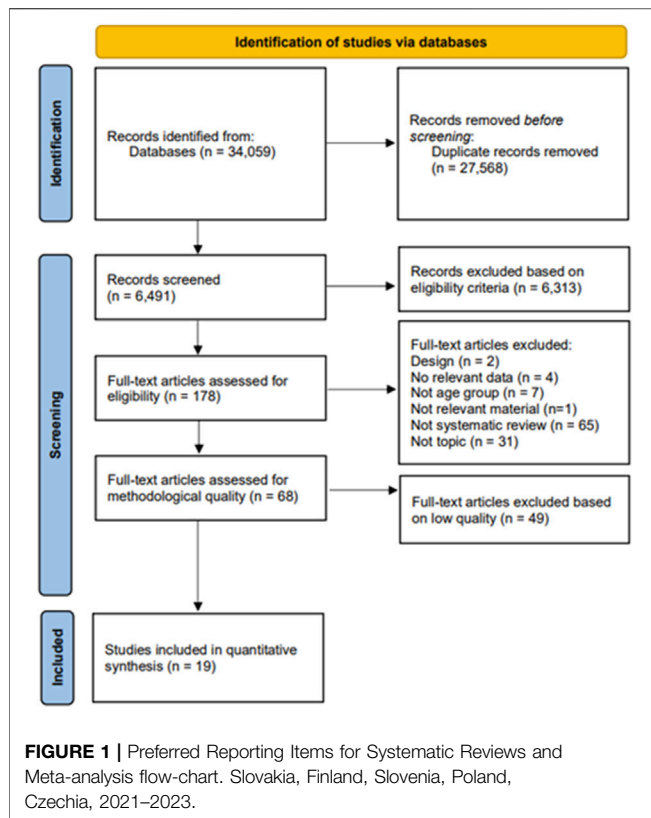 Identification of studies via databases
Identification
Records identified from:
Databases (n = 34,059)
Records removed before
screening:
Duplicate records removed
(n = 27,568)
Screening
Records screened
(n = 6,491)
Records excluded based on
eligibility criteria (n = 6,313)
Full-text articles assessed for
eligibility (n = 178)
Full-text articles excluded:
Design (n = 2)
No relevant data (n = 4)
Not age group (n = 7)
Not relevant material (n=1)
Not systematic review (n = 65)
Not topic (n = 31)
Full-text articles assessed for
methodological quality (n = 68)
Full-text articles excluded based
on low quality (n = 49)
Included
Studies included in quantitative
synthesis (n = 19)
FIGURE 1 | Preferred Reporting Items for Systematic Reviews and
Meta-analysis flow-chart. Slovakia, Finland, Slovenia, Poland,
Czechia, 2021–2023.